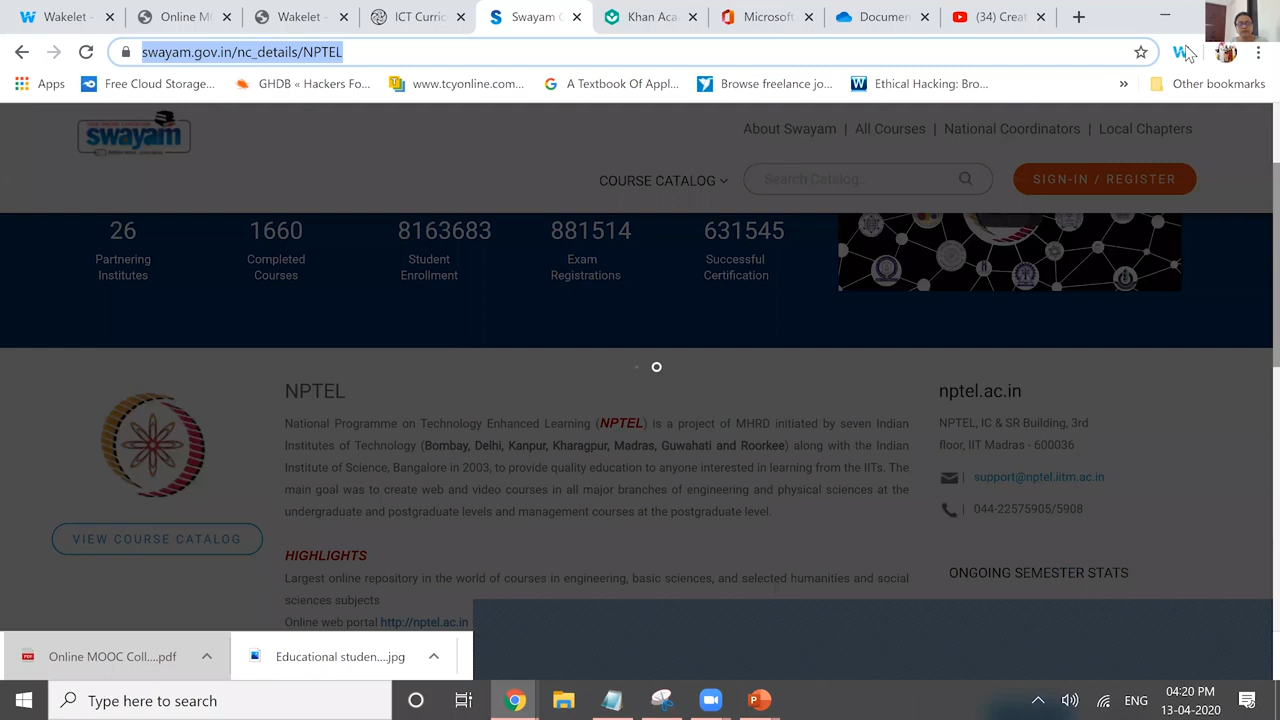 Wakelet -
Online M
Wakelet -
ICT Curric
Swayam C
Khan Aca
Microsoft
Documen
(34) Creat
swayam.gov.in/nc_details/NPTEL
Apps
Free Cloud Storage...
GHDB « Hackers Fo...
www.tcyonline.com...
A Textbook Of Appl...
Browse freelance jo...
Ethical Hacking: Bro...
»
Other bookmarks
swayam
About Swayam | All Courses | National Coordinators | Local Chapters
COURSE CATALOG
Search Catalog...
SIGN-IN / REGISTER
26
1660
8163683
881514
631545
Partnering Institutes
Completed Courses
Student Enrollment
Exam Registrations
Successful Certification
NPTEL
National Programme on Technology Enhanced Learning (NPTEL) is a project of MHRD initiated by seven Indian
Institutes of Technology (Bombay, Delhi, Kanpur, Kharagpur, Madras, Guwahati and Roorkee) along with the Indian
Institute of Science, Bangalore in 2003, to provide quality education to anyone interested in learning from the IITs. The
main goal was to create web and video courses in all major branches of engineering and physical sciences at the
undergraduate and postgraduate levels and management courses at the postgraduate level.
VIEW COURSE CATALOG
HIGHLIGHTS
Largest online repository in the world of courses in engineering, basic sciences, and selected humanities and social
sciences subjects
Online web portal http://nptel.ac.in
nptel.ac.in
NPTEL, IC & SR Building, 3rd
floor, IIT Madras - 600036
support@nptel.iitm.ac.in
044-22575905/5908
ONGOING SEMESTER STATS
Online MOOC Coll....pdf
Educational studen....jpg
Type here to search
ENG
04:20 PM
13-04-2020